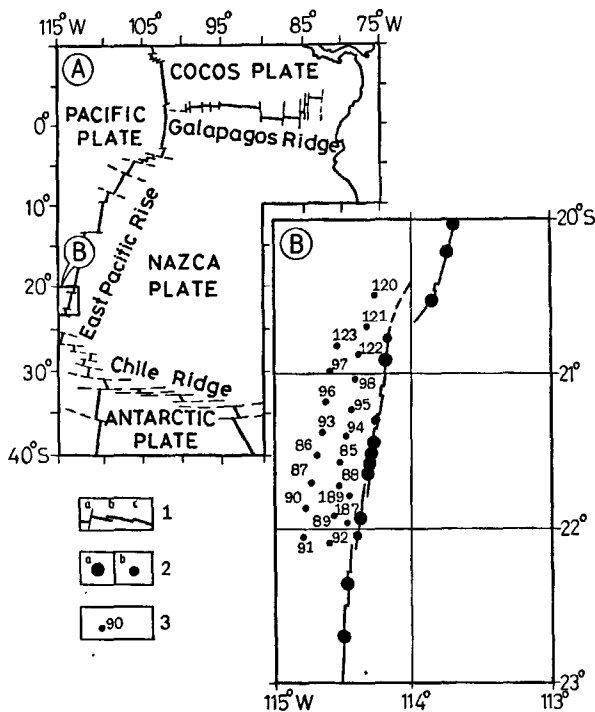 115°W 105° 85° 75°W
A
COCOS PLATE
PACIFIC PLATE
0°
Galapagos Ridge
10°
B
20°
East Pacific Rise
NAZCA PLATE
30°
Chile Ridge
ANTARCTIC PLATE
40°S
a b c 1
a b 2
90 3
B
20°S
120
121
123
122
97
21°
98
96
95
93
94
86
85
87
88
90
189
187
89
92
91
22°
23°
115°W 114° 113°